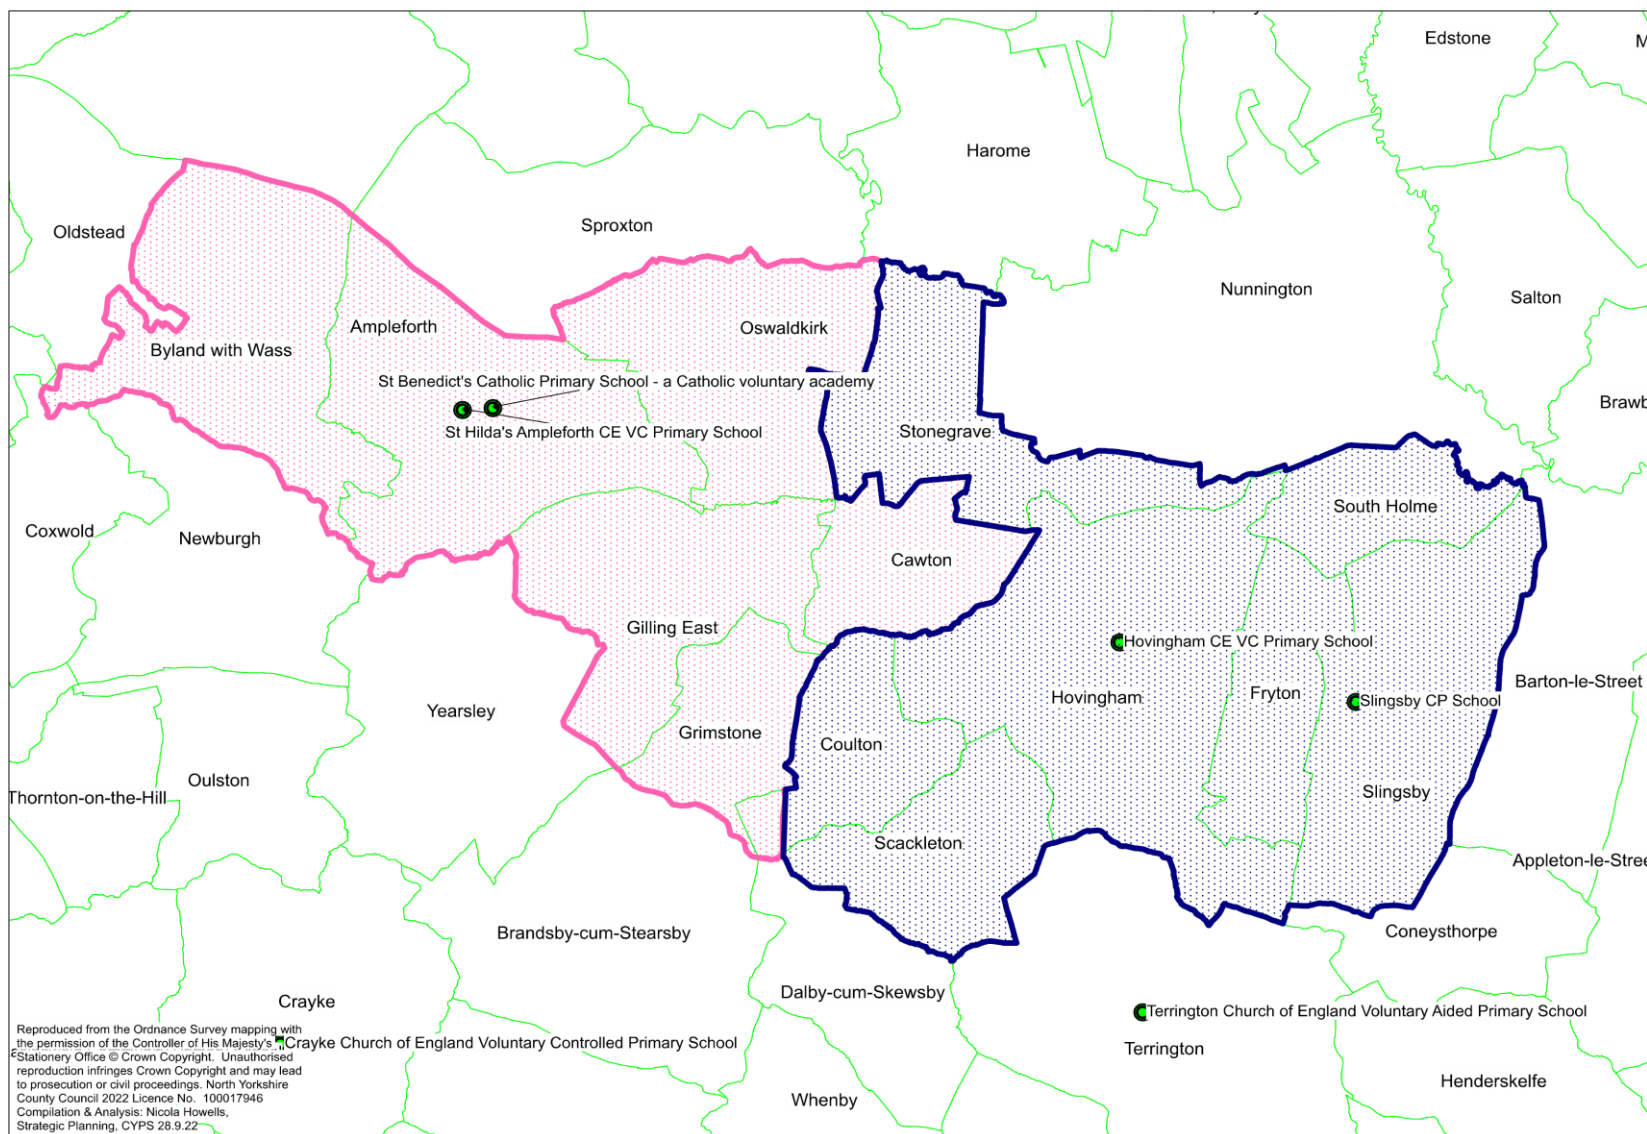 Edstone
Harome
Oldstead
Sproxton
Nunnington
Salton
Ampleforth
Oswaldkirk
Byland with Wass
St Benedict's Catholic Primary School - a Catholic voluntary academy
St Hilda's Ampleforth CE VC Primary School
Stonegrave
Brawb
South Holme
Coxwold
Newburgh
Cawton
Gilling East
Hovingham CE VC Primary School
Barton-le-Street
Hovingham
Fryton
Slingsby CP School
Yearsley
Grimstone
Coulton
Oulston
Thornton-on-the-Hill
Slingsby
Scackleton
Appleton-le-Stree
Brandsby-cum-Stearsby
Coneysthorpe
Dalby-cum-Skewsby
Crayke
Terrington Church of England Voluntary Aided Primary School
Terrington
Crayke Church of England Voluntary Controlled Primary School
Henderskelfe
Whenby
Reproduced from the Ordnance Survey mapping with
the permission of the Controller of His Majesty's
Stationery Office © Crown Copyright. Unauthorised
reproduction infringes Crown Copyright and may lead
to prosecution or civil proceedings. North Yorkshire
County Council 2022 Licence No. 100017946
Compilation & Analysis: Nicola Howells,
Strategic Planning, CYPS 28.9.22